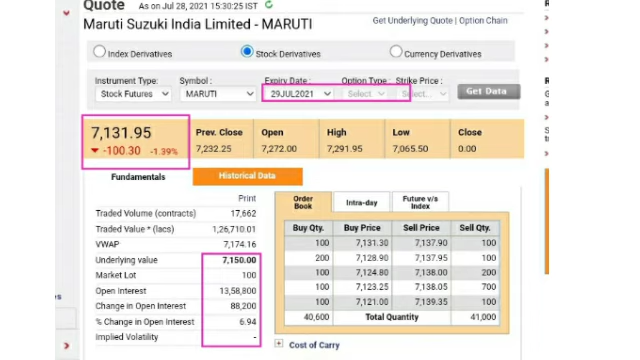 Quote As on Jul 28, 2021 15:30:25 IST
Maruti Suzuki India Limited - MARUTI
Get Underlying Quote | Option Chain
Index Derivatives Stock Derivatives Currency Derivatives
Instrument Type: Symbol : Expiry Date : Option Type : Strike Price :
Stock Futures MARUTI 29JUL2021 Select Select... Get Data
7,131.95 Prev. Close Open High Low Close
-100.30 -1.39% 7,232.25 7,272.00 7,291.95 7,065.50 0.00
Fundamentals Historical Data
Print
Traded Volume (contracts) 17,662
Traded Value * (lacs) 1,26,710.01
VWAP 7,174.16
Underlying value 7,150.00
Market Lot 100
Open Interest 13,58,800
Change in Open Interest 88,200
% Change in Open Interest 6.94
Implied Volatility -
Order Book Intra-day Future v/s Index
Buy Qty. Buy Price Sell Price Sell Qty.
100 7,131.30 7,137.90 100
200 7,128.90 7,137.95 100
100 7,124.80 7,138.00 200
100 7,123.25 7,138.05 700
100 7,121.00 7,139.35 100
40,600 Total Quantity 41,000
Cost of Carry